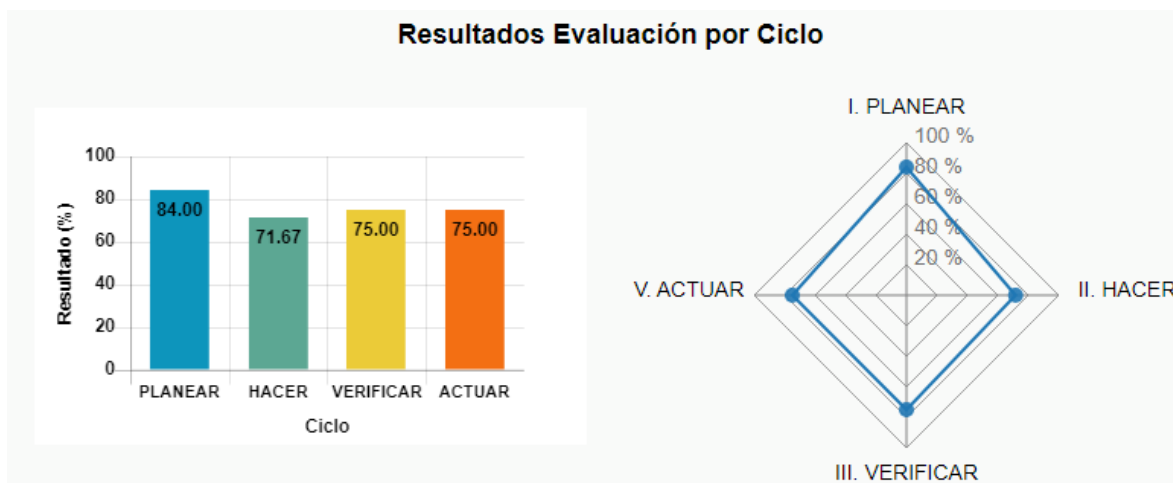 Resultados Evaluación por Ciclo
100
80
60
40
20
0
Resultado (%)
84.00
71.67
75.00
75.00
PLANEAR
HACER
VERIFICAR
ACTUAR
Ciclo
I. PLANEAR
100 %
80 %
60 %
40 %
20 %
V. ACTUAR
II. HACER
III. VERIFICAR